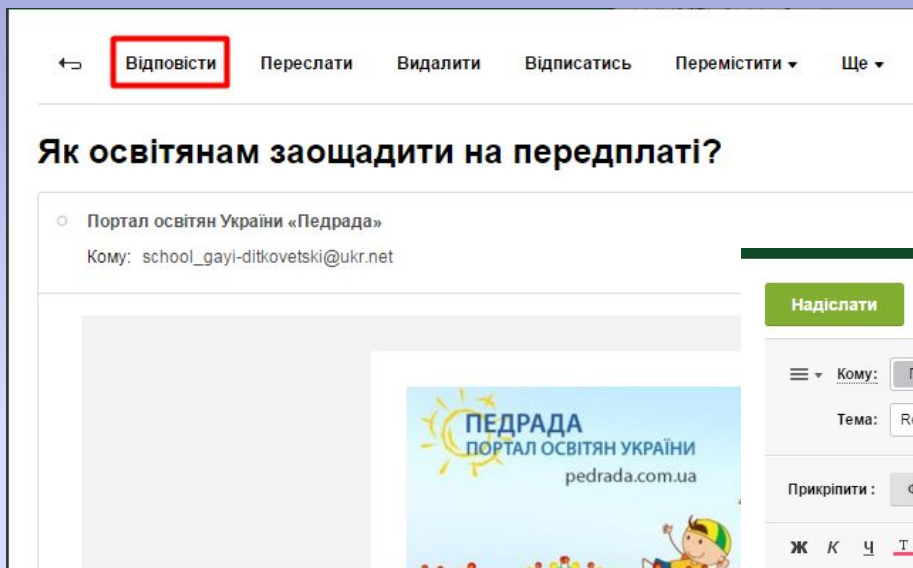 Відповісти Переслати Видалити Відписатись Перемістити Ще
Як освітянам заощадити на передплаті?
Портал освітян України «Педрада»
Кому: school_gayi-ditkovetski@ukr.net
ПЕДРАДА
ПОРТАЛ ОСВІТЯН УКРАЇНИ
pedrada.com.ua
Надіслати
Кому:
Тема:
Прикріпити :
Ж К Ч Т